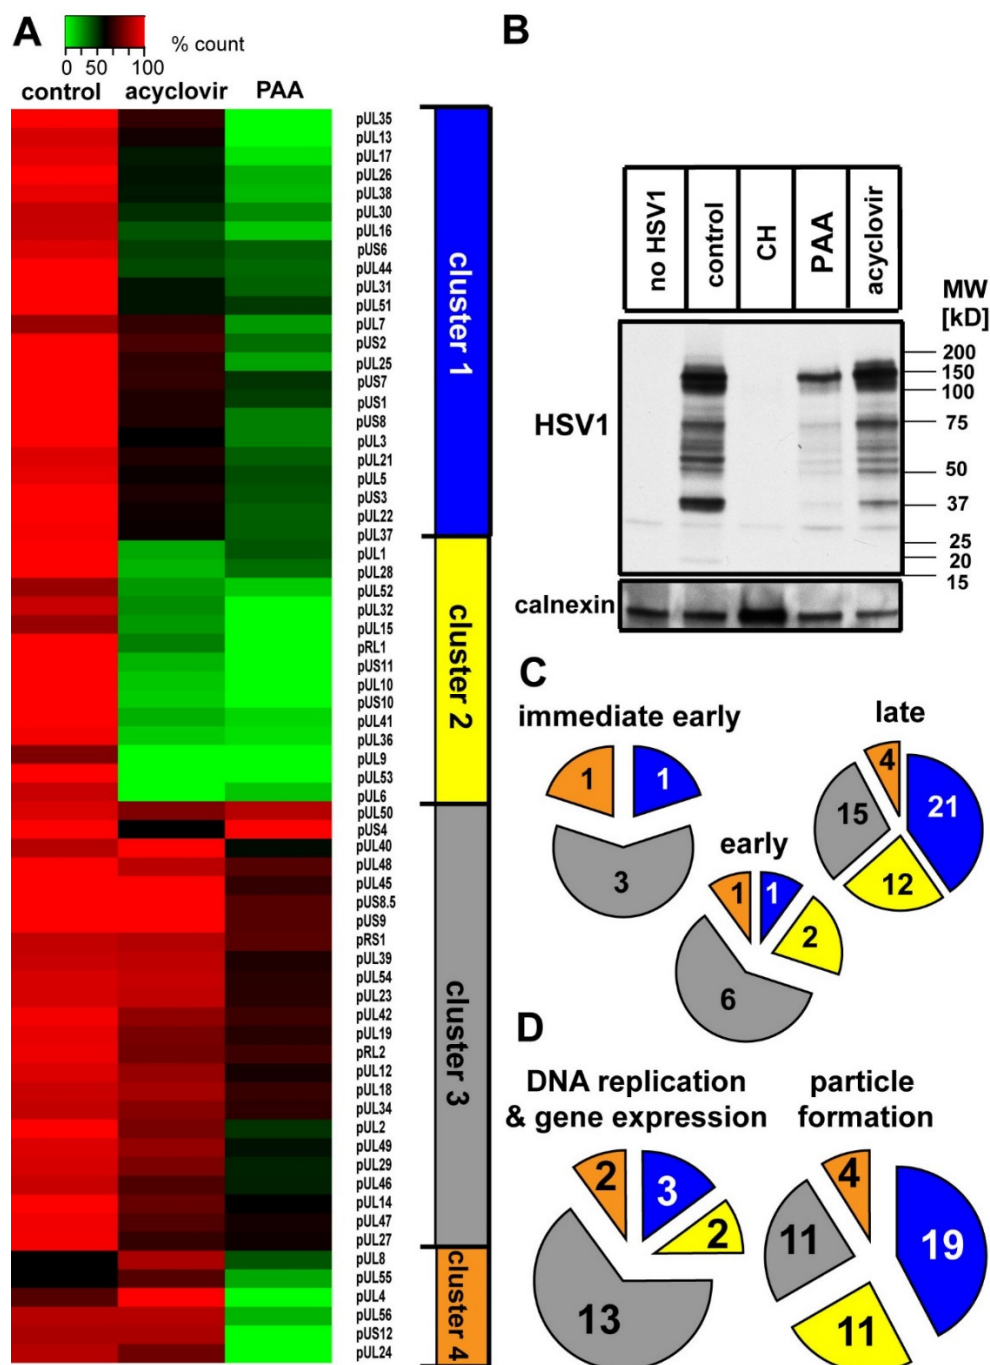 A
0 50 100
% count
control acyclovir PAA
pUL35
pUL13
pUL17
pUL26
pUL38
pUL30
pUL16
pUS6
pUL44
pUL31
pUL51
pUL7
pUS2
pUL25
pUS7
pUS1
pUS8
pUL3
pUL21
pUL5
pUS3
pUL22
pUL37
pUL1
pUL28
pUL52
pUL32
pUL15
pRL1
pUS11
pUL10
pUS10
pUL41
pUL36
pUL9
pUL53
pUL6
pUL50
pUS4
pUL40
pUL48
pUL45
pUS8.5
pUS9
pRS1
pUL39
pUL54
pUL23
pUL42
pUL19
pRL2
pUL12
pUL18
pUL34
pUL2
pUL49
pUL29
pUL46
pUL14
pUL47
pUL27
pUL8
pUL55
pUL4
pUL56
pUS12
pUL24
cluster 1
cluster 2
cluster 3
cluster 4
B
no HSV1
control
CH
PAA
acyclovir
MW
[kD]
HSV1
200
150
100
75
50
37
25
20
15
calnexin
C
immediate early
1
1
3
early
1
1
2
6
late
4
21
15
12
D
DNA replication
& gene expression
2
3
2
13
particle
formation
4
19
11
11